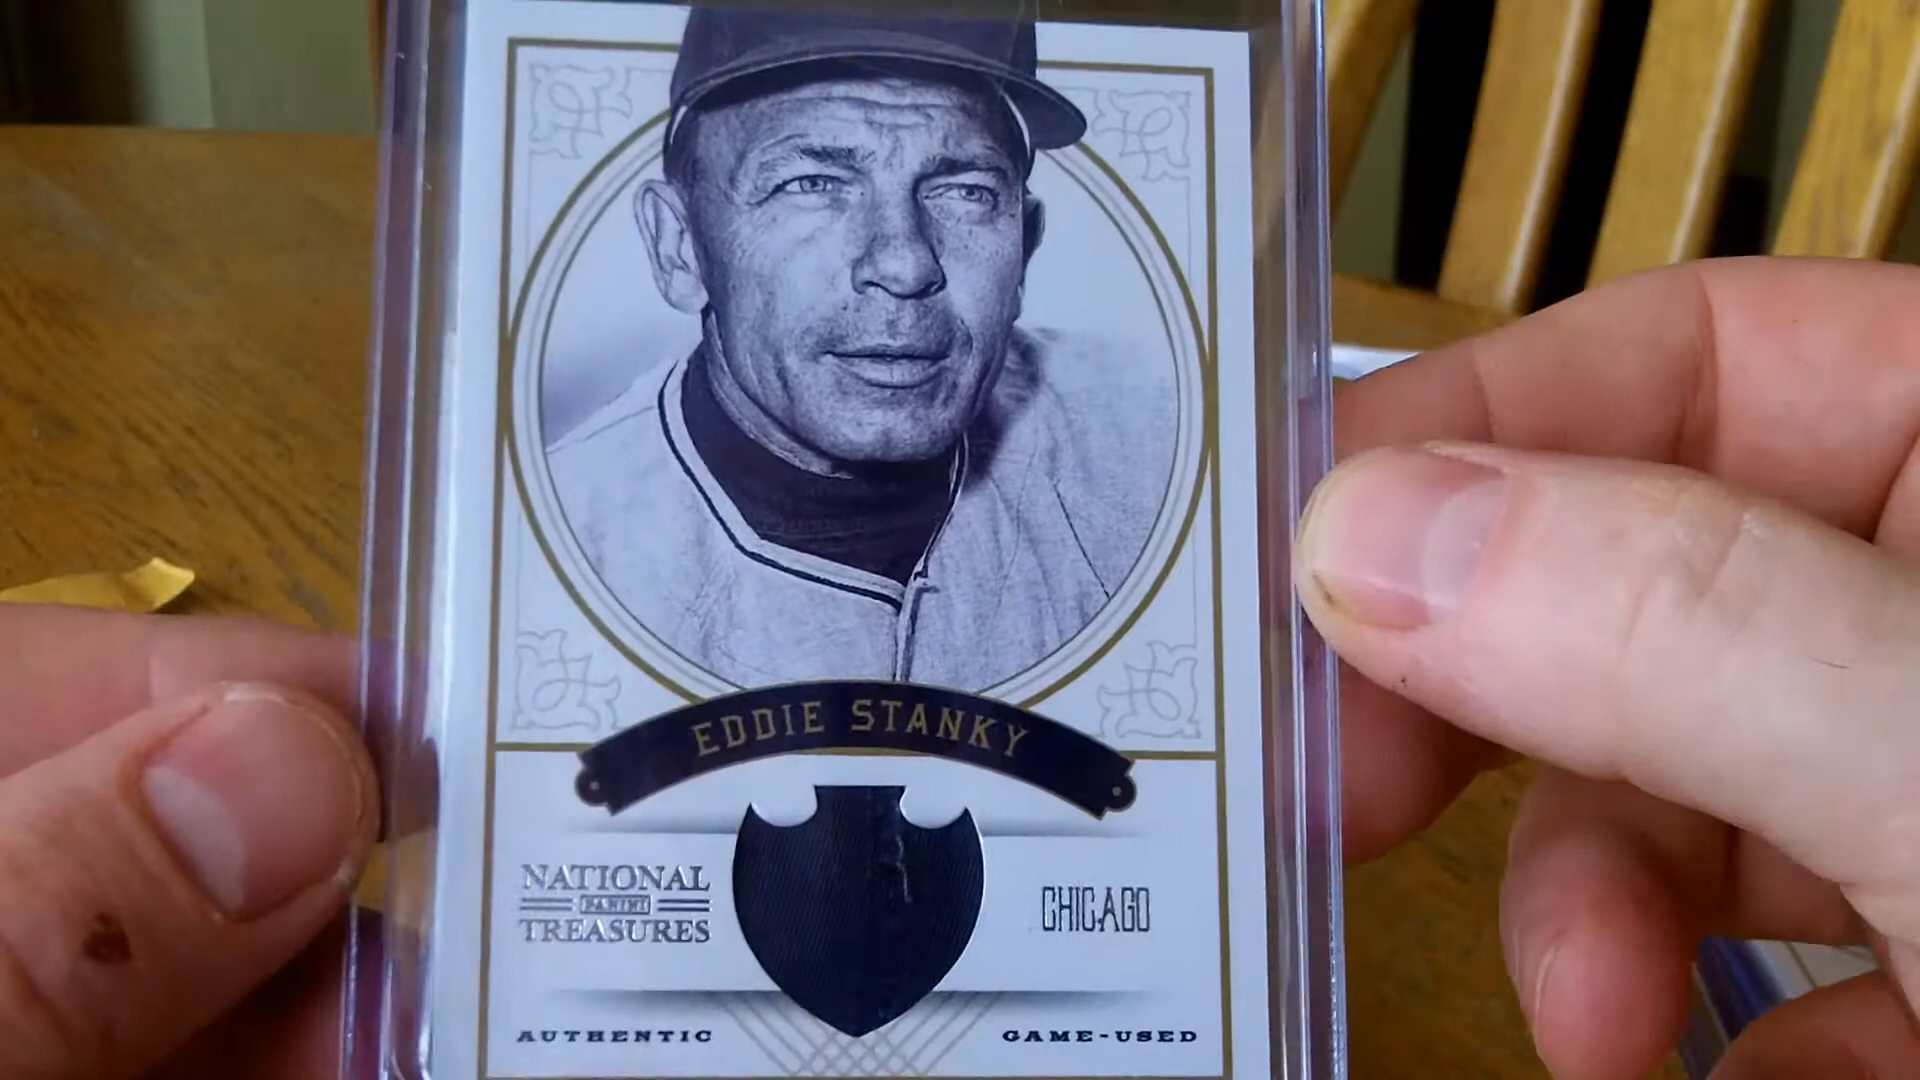 EDDIE STANKY
NATIONAL
PANINI
TREASURES
CHICAGO
AUTHENTIC
GAME-USED